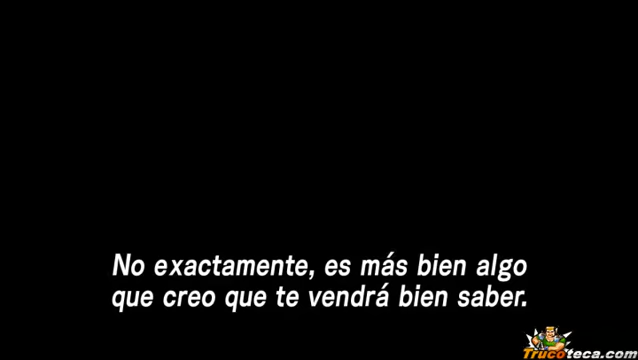 No exactamente, es más bien algo
que creo que te vendrá bien saber.
Trucoteca.com